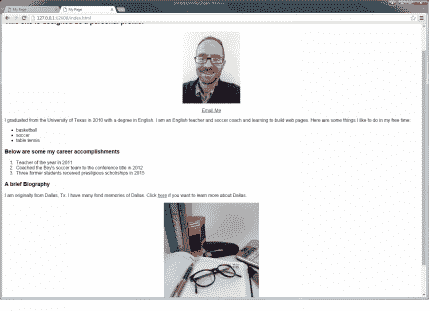 My Page
My Page
127.0.0.1:52608/index.html
This site is designed as a personal profile.
Email Me
I graduated from the University of Texas in 2010 with a degree in English. I am an English teacher and soccer coach and learning to build web pages. Here are some things I like to do in my free time:
basketball
soccer
table tennis
Below are some my career accomplishments
1. Teacher of the year in 2011
2. Coached the Boy's soccer team to the conference title in 2012
3. Three former students received prestigious scholarships in 2015
A brief Biography
I am originally from Dallas, Tx. I have many fond memories of Dallas. Click here if you want to learn more about Dallas.